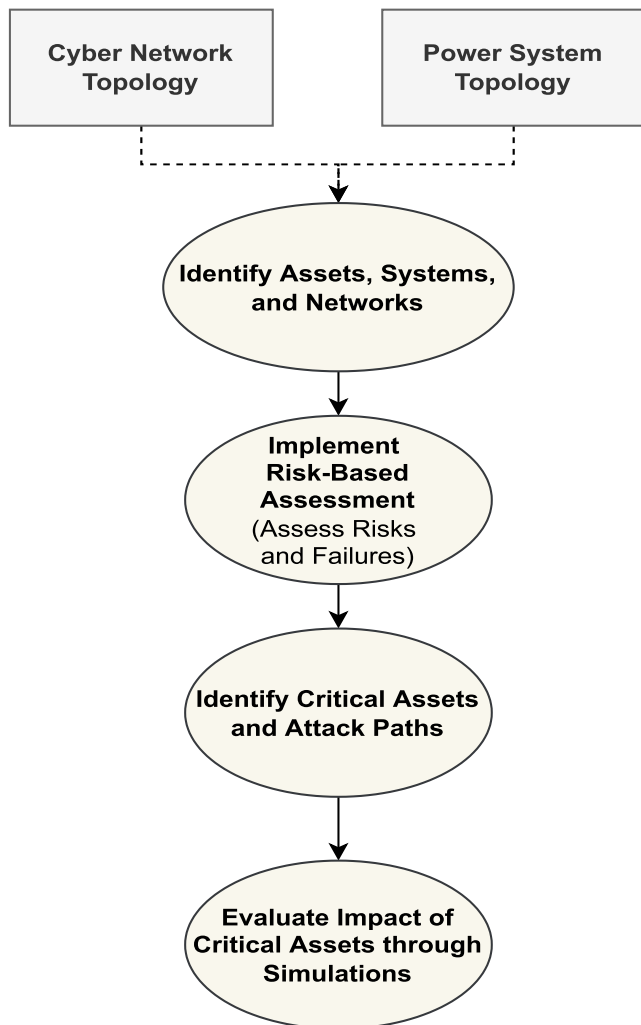 Cyber Network
Topology
Power System
Topology
Identify Assets, Systems,
and Networks
Implement
Risk-Based
Assessment
(Assess Risks
and Failures)
Identify Critical Assets
and Attack Paths
Evaluate Impact of
Critical Assets through
Simulations